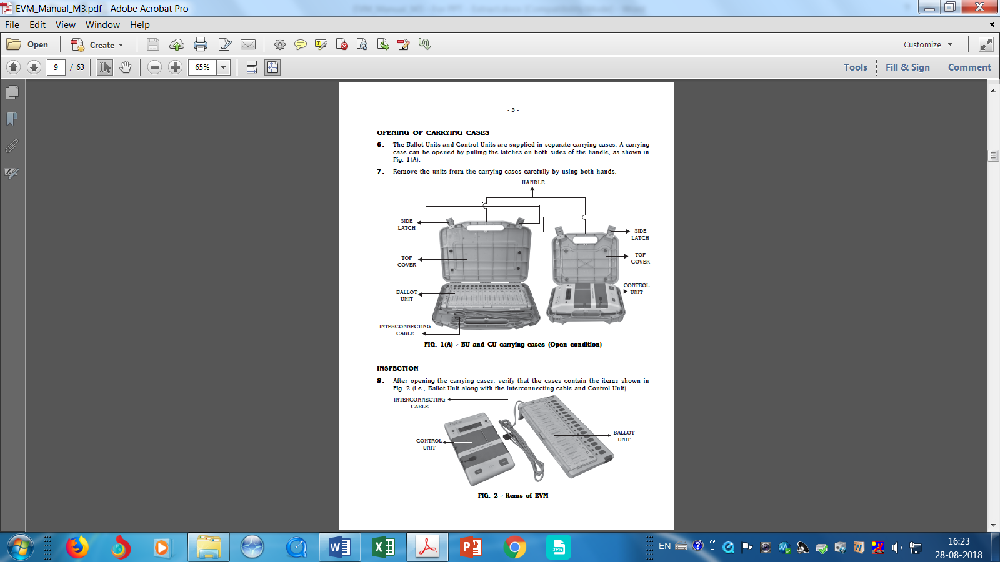 EVM_Manual_M3.pdf - Adobe Acrobat Pro
File Edit View Window Help
Open Create Customize
9 / 63 65% Tools Fill & Sign Comment
- 3 -
OPENING OF CARRYING CASES
6. The Ballot Units and Control Units are supplied in separate carrying cases. A carrying
case can be opened by pulling the latches on both sides of the handle, as shown in
Fig. 1(A).
7. Remove the units from the carrying cases carefully by using both hands.
HANDLE
SIDE
LATCH
SIDE
LATCH
TOP
COVER
TOP
COVER
BALLOT
UNIT
CONTROL
UNIT
INTERCONNECTING
CABLE
FIG. 1(A) - BU and CU carrying cases (Open condition)
INSPECTION
8. After opening the carrying cases, verify that the cases contain the items shown in
Fig. 2 (i.e., Ballot Unit along with the interconnecting cable and Control Unit).
INTERCONNECTING
CABLE
CONTROL
UNIT
BALLOT
UNIT
FIG. 2 - Items of EVM
EN
16:23
28-08-2018